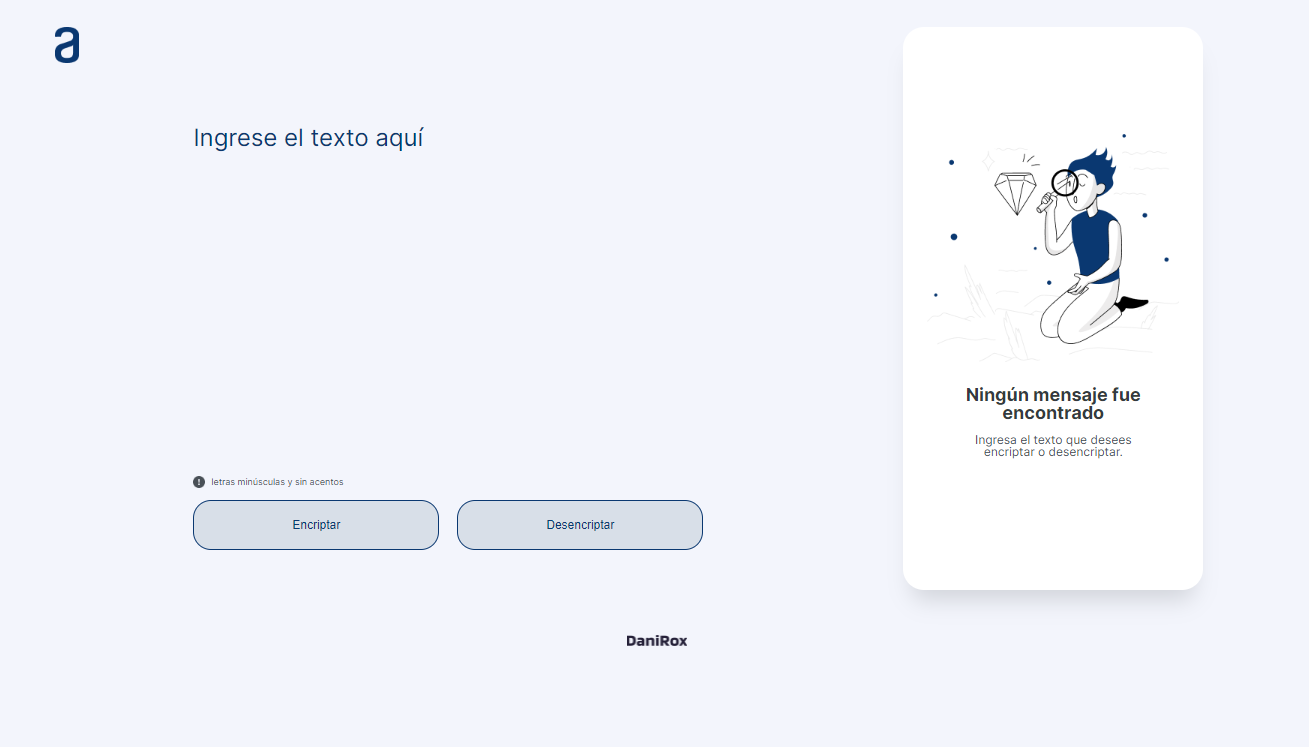 a
Ingrese el texto aquí
letras minúsculas y sin acentos
Encriptar
Desencriptar
Ningún mensaje fue
encontrado
Ingresa el texto que desees
encriptar o desencriptar.
DaniRox